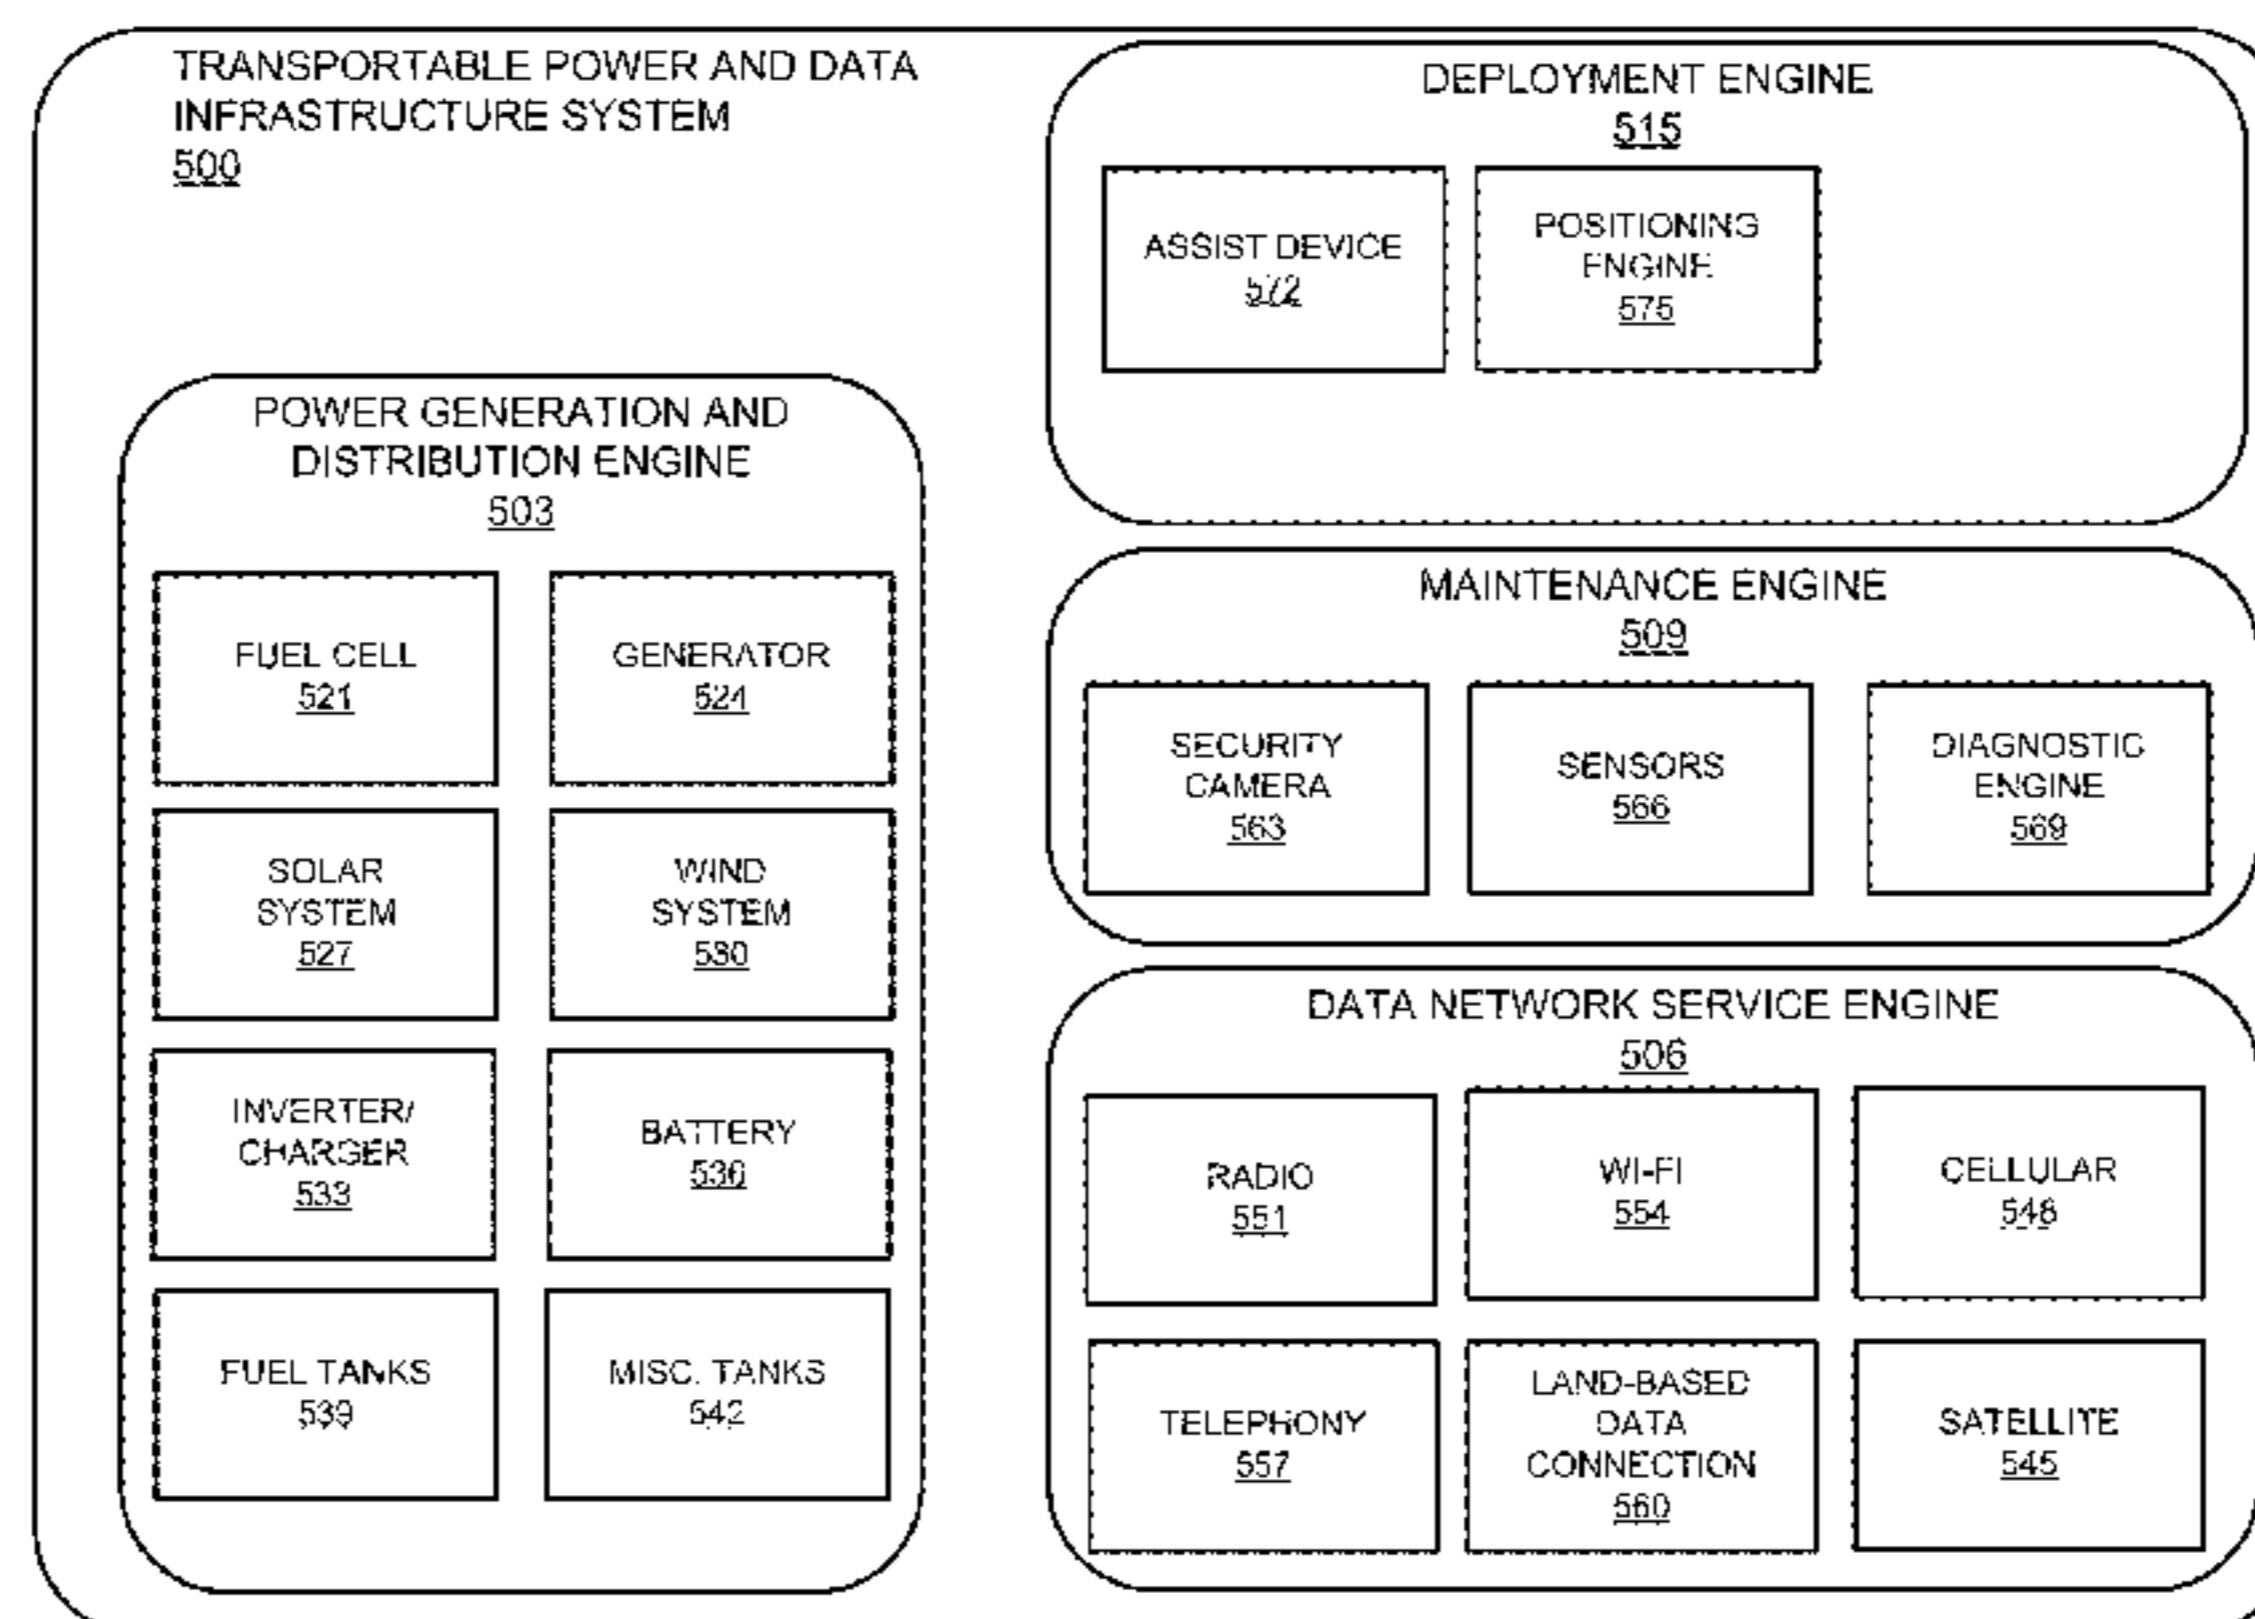 TRANSPORTABLE POWER AND DATA
INFRASTRUCTURE SYSTEM
500
POWER GENERATION AND
DISTRIBUTION ENGINE
503
FUEL CELL
521
GENERATOR
524
SOLAR
SYSTEM
527
WIND
SYSTEM
530
INVERTER/
CHARGER
533
BATTERY
536
FUEL TANKS
539
MISC. TANKS
542
DEPLOYMENT ENGINE
515
ASSIST DEVICE
572
POSITIONING
ENGINE
575
MAINTENANCE ENGINE
509
SECURITY
CAMERA
563
SENSORS
566
DIAGNOSTIC
ENGINE
569
DATA NETWORK SERVICE ENGINE
506
RADIO
551
WI-FI
554
CELLULAR
548
TELEPHONY
557
LAND-BASED
DATA
CONNECTION
560
SATELLITE
545